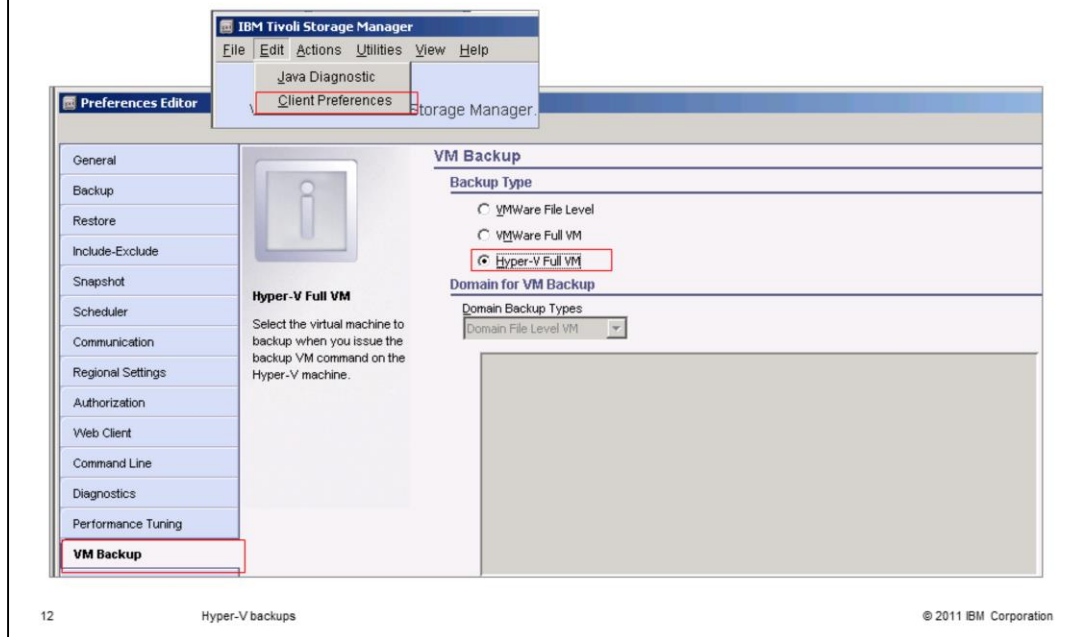 IBM Tivoli Storage Manager
File Edit Actions Utilities View Help
Java Diagnostic
Client Preferences
Storage Manager.
Preferences Editor
General
Backup
Restore
Include-Exclude
Snapshot
Scheduler
Communication
Regional Settings
Authorization
Web Client
Command Line
Diagnostics
Performance Tuning
VM Backup
Hyper-V Full VM
Select the virtual machine to
backup when you issue the
backup VM command on the
Hyper-V machine.
VM Backup
Backup Type
VMWare File Level
VMWare Full VM
Hyper-V Full VM
Domain for VM Backup
Domain Backup Types
Domain File Level VM
12 Hyper-V backups © 2011 IBM Corporation